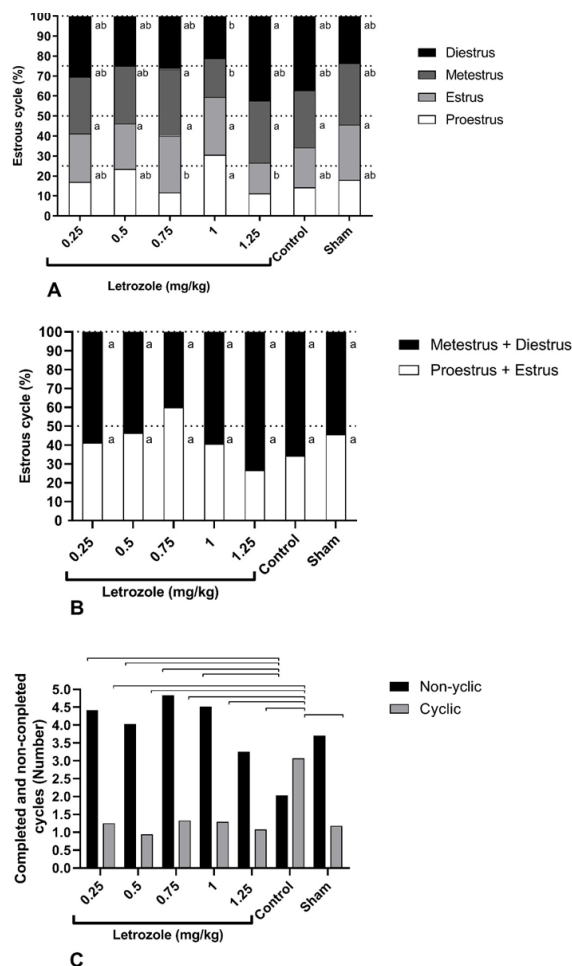 100
90
80
70
60
50
40
30
20
10
0
Estrous cycle (%)
ab ab ab b a ab ab
ab ab a b ab ab ab
a a a a a a a
ab ab b a b ab ab
Diestrus
Metestrus
Estrus
Proestrus
0.25 0.5 0.75 1 1.25 Control Sham
Letrozole (mg/kg)
A
100
90
80
70
60
50
40
30
20
10
0
Estrous cycle (%)
a a a a a a a
a a a a a a a
Metestrus + Diestrus
Proestrus + Estrus
0.25 0.5 0.75 1 1.25 Control Sham
Letrozole (mg/kg)
B
Completed and non-conpleted
cycles (Number)
5.0
4.5
4.0
3.5
3.0
2.5
2.0
1.5
1.0
0.5
0.0
Non-yclic
Cyclic
0.25 0.5 0.75 1 1.25 Control Sham
Letrozole (mg/kg)
C